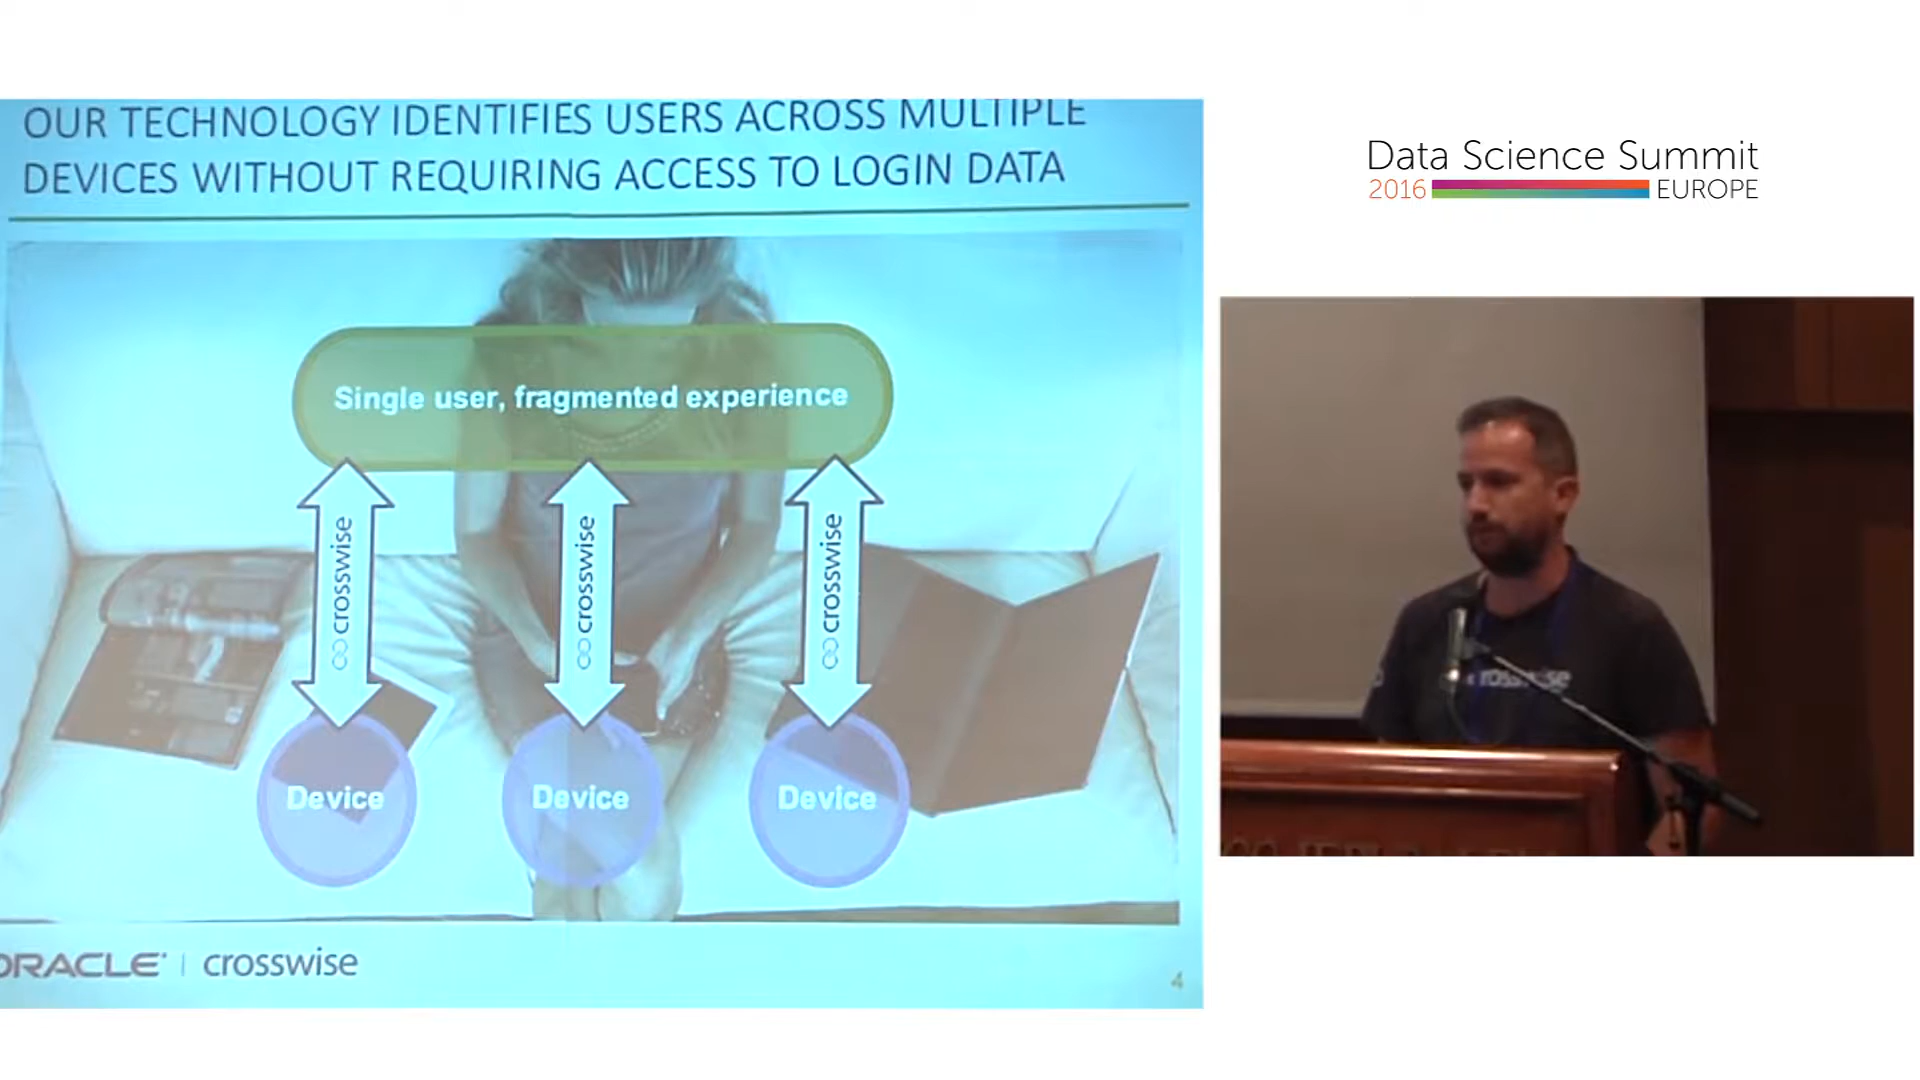 OUR TECHNOLOGY IDENTIFIES USERS ACROSS MULTIPLE
DEVICES WITHOUT REQUIRING ACCESS TO LOGIN DATA
Single user, fragmented experience
crosswise
crosswise
crosswise
Device
Device
Device
ORACLE | crosswise
4
Data Science Summit
2016 EUROPE
crosswise